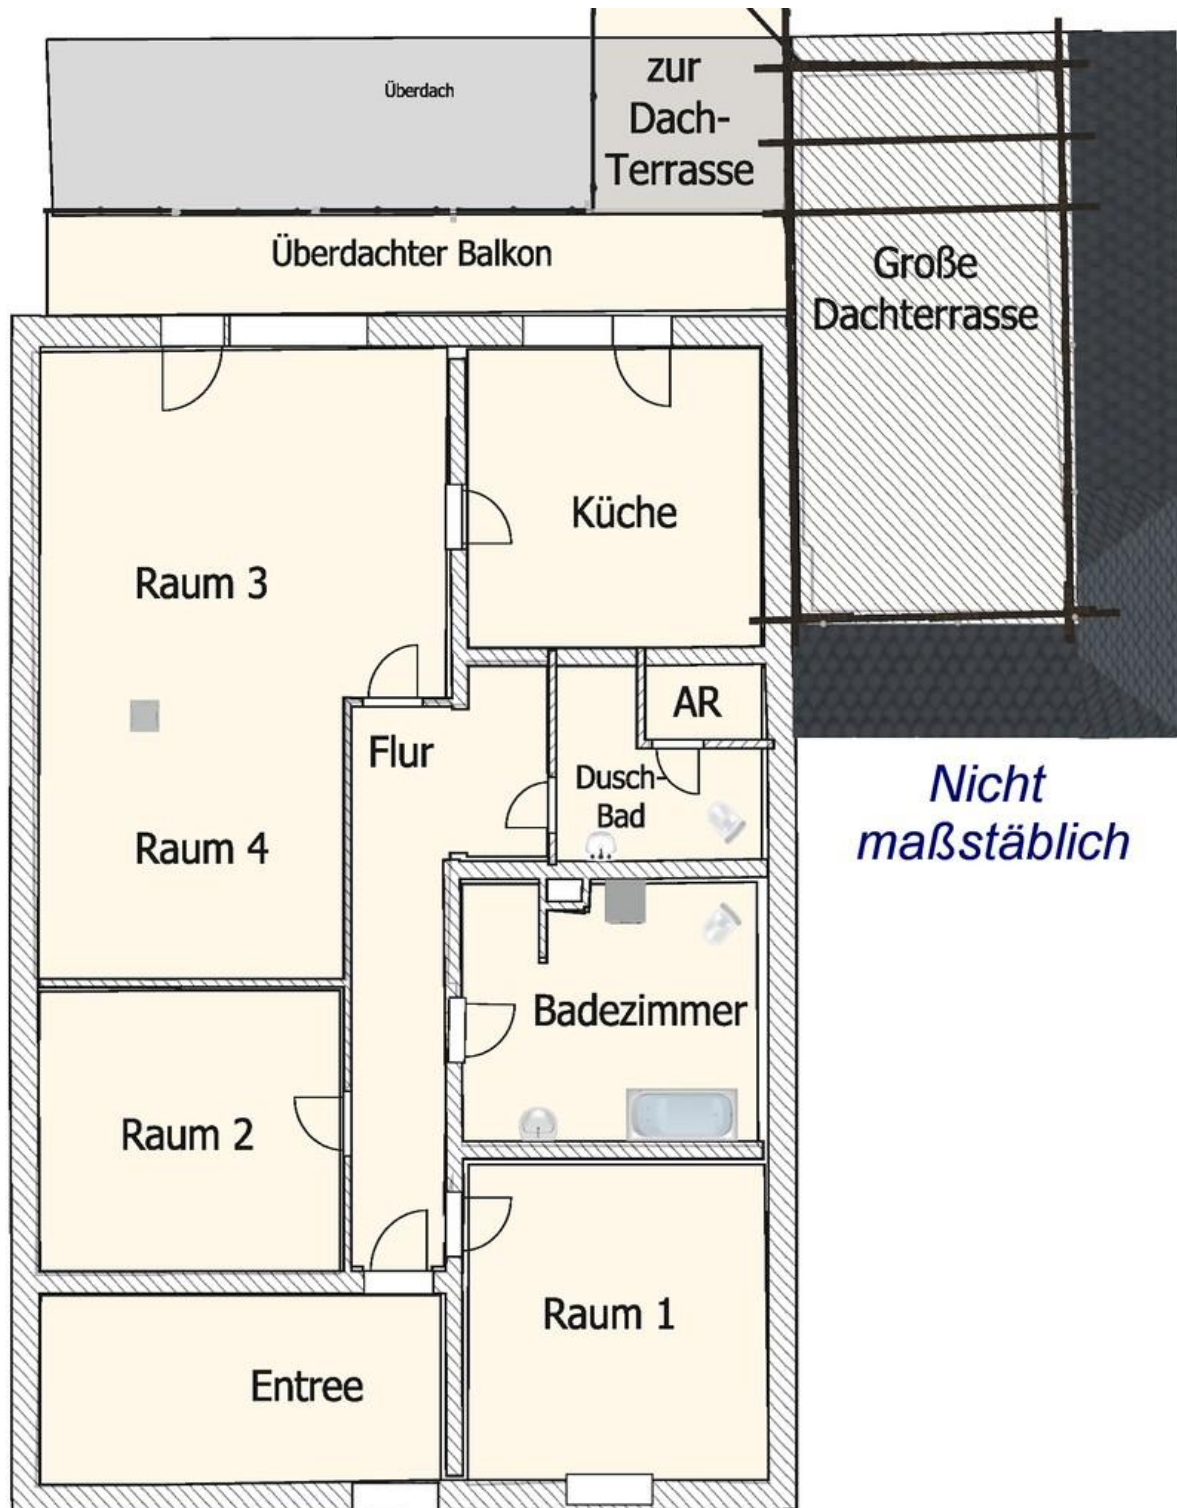 Überdach
zur
Dach-
Terrasse
Überdachter Balkon
Große
Dachterrasse
Küche
Raum 3
AR
Flur
Dusch-
Bad
Nicht
maßstäblich
Raum 4
Badezimmer
Raum 2
Raum 1
Entree